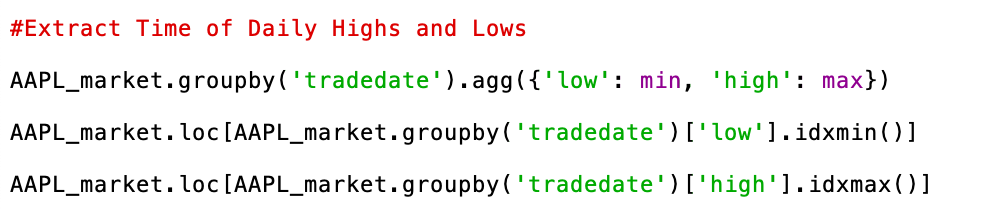 #Extract Time of Daily Highs and Lows
AAPL_market.groupby('tradedate').agg({'low': min, 'high': max})
AAPL_market.loc[AAPL_market.groupby('tradedate')['low'].idxmin()]
AAPL_market.loc[AAPL_market.groupby('tradedate')['high'].idxmax()]